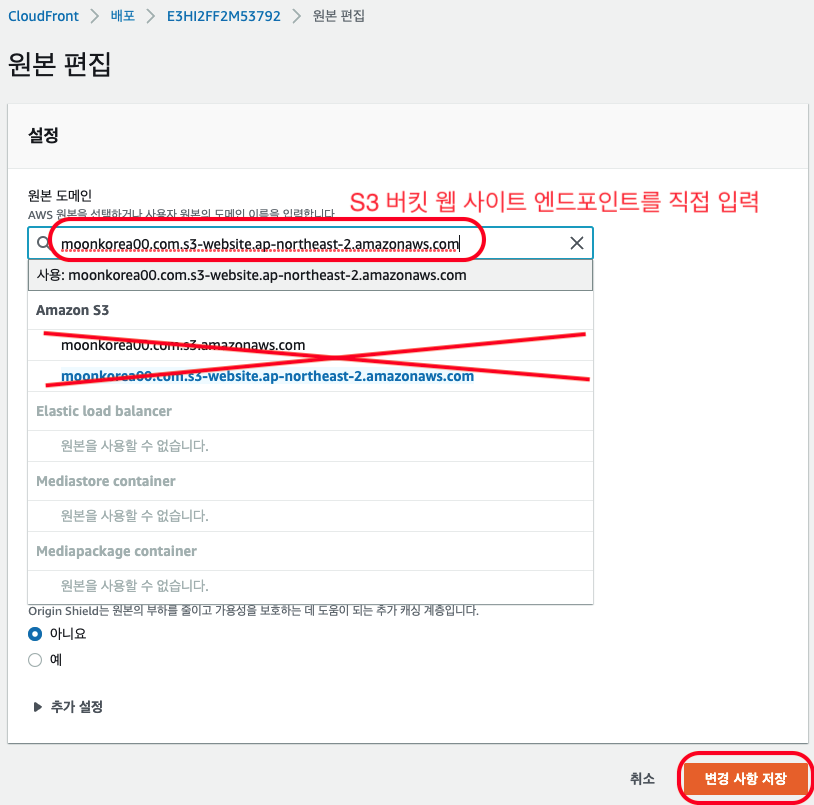 CloudFront > 배포 > E3HI2FF2M53792 > 원본 편집
원본 편집
설정
원본 도메인
AWS 원본을 선택하거나 사용자 원본의 도메인 이름을 입력합니다.
S3 버킷 웹 사이트 엔드포인트를 직접 입력
moonkorea00.com.s3-website.ap-northeast-2.amazonaws.com
사용: moonkorea00.com.s3-website.ap-northeast-2.amazonaws.com
Amazon S3
moonkorea00.com.s3.amazonaws.com
moonkorea00.com.s3-website.ap-northeast-2.amazonaws.com
Elastic load balancer
원본을 사용할 수 없습니다.
Mediastore container
원본을 사용할 수 없습니다.
Mediapackage container
원본을 사용할 수 없습니다.
Origin Shield는 원본의 부하를 줄이고 가용성을 보호하는 데 도움이 되는 추가 캐싱 계층입니다.
아니요
예
추가 설정
취소
변경 사항 저장